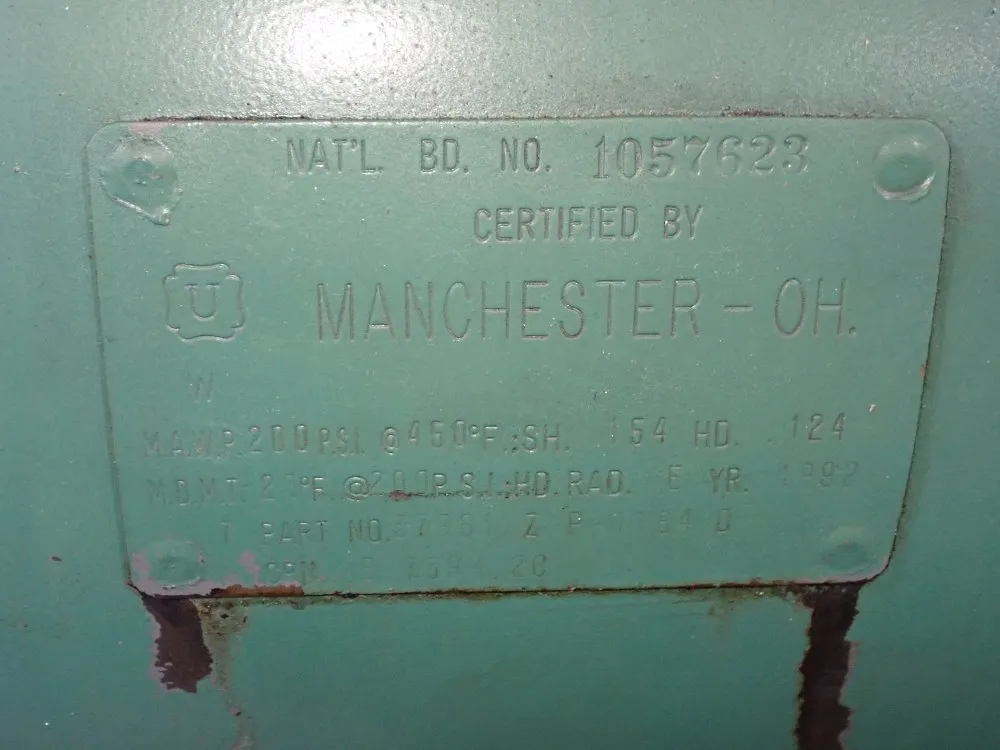 NAT'L. BD. NO. 1057623
CERTIFIED BY
U
MANCHESTER - OH.
W
M.A.W.P. 200 P.S.I. @ 450°F.: SH. .154 HD. .124
M.D.M.T. °F. @ 200 P.S.I.: HD. RAD. E YR. 1992
PART NO.